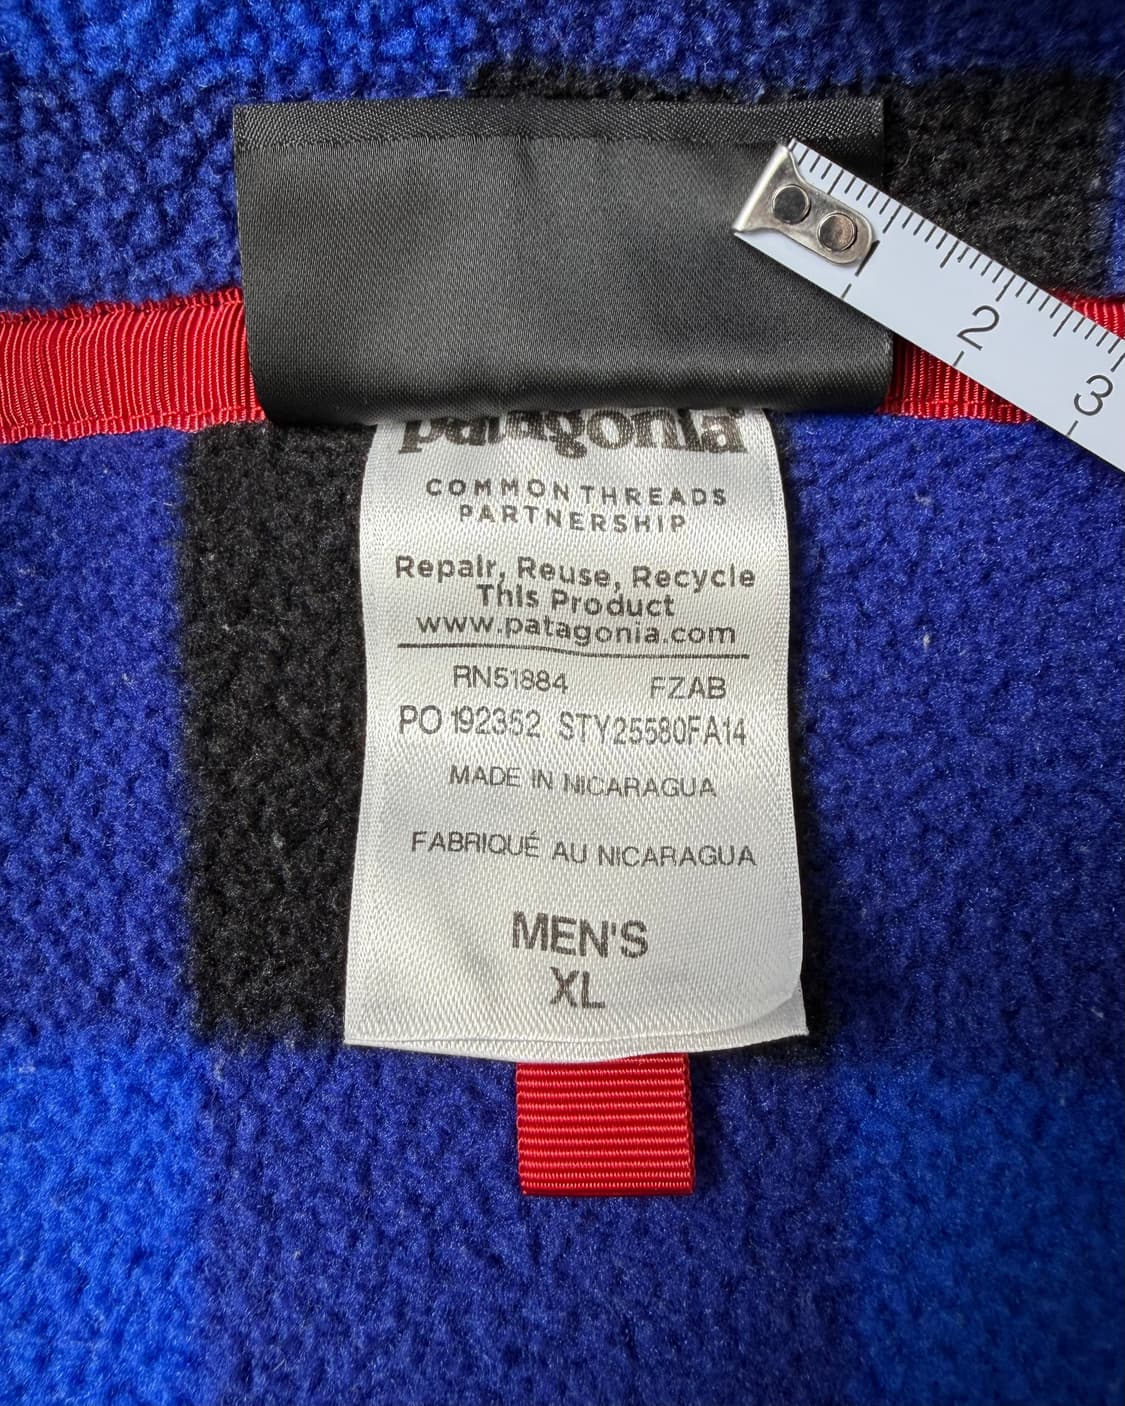 patagonia
COMMON THREADS
PARTNERSHIP
Repair, Reuse, Recycle
This Product
www.patagonia.com
RN51884 FZAB
PO 192352 STY25580FA14
MADE IN NICARAGUA
FABRIQUÉ AU NICARAGUA
MEN'S
XL
2
3